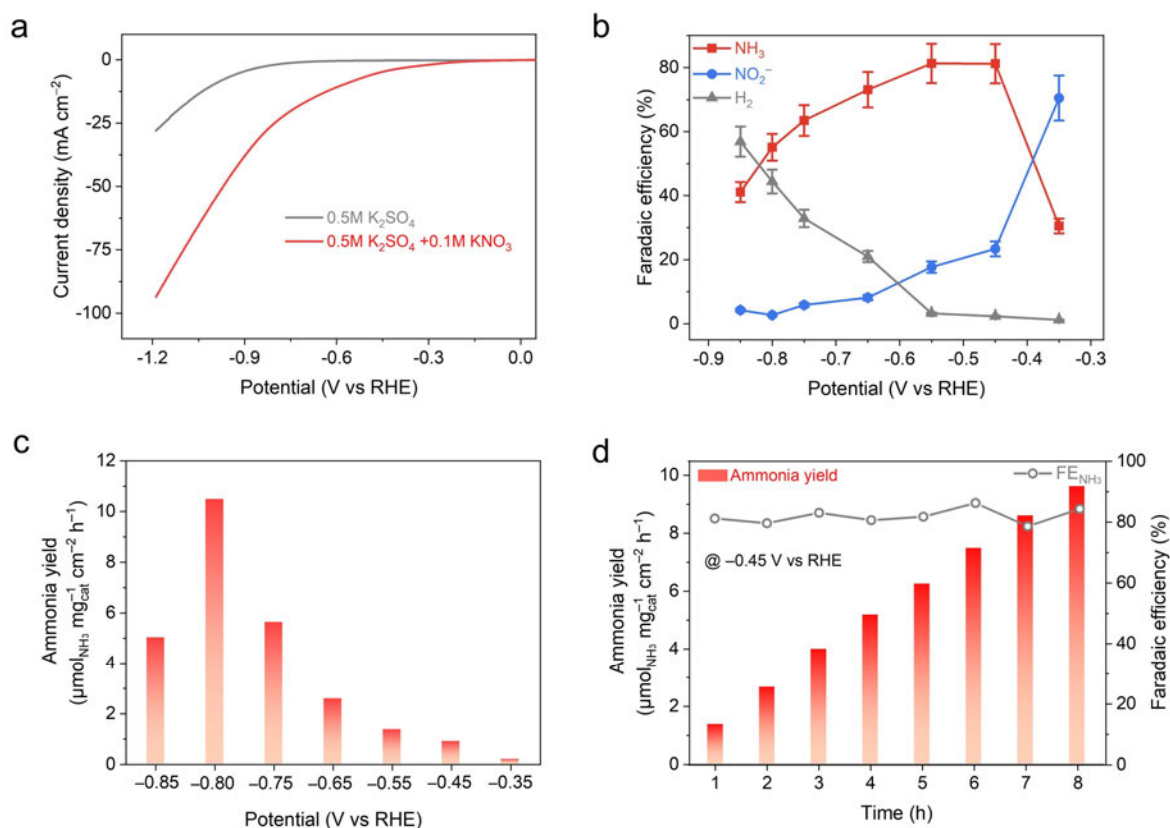 a
Current density (mA cm⁻²)
0
-25
-50
-75
-100
0.5M K₂SO₄
0.5M K₂SO₄ +0.1M KNO₃
-1.2 -0.9 -0.6 -0.3 0.0
Potential (V vs RHE)
b
Faradaic efficiency (%)
NH₃
NO₂⁻
H₂
80
60
40
20
0
-0.9 -0.8 -0.7 -0.6 -0.5 -0.4 -0.3
Potential (V vs RHE)
c
Ammonia yield
(μmol_NH₃ mg⁻¹_cat cm⁻² h⁻¹)
12
10
8
6
4
2
0
–0.85 –0.80 –0.75 –0.65 –0.55 –0.45 –0.35
Potential (V vs RHE)
d
Ammonia yield
(μmol_NH₃ mg⁻¹_cat cm⁻² h⁻¹)
10
8
6
4
2
0
Ammonia yield
FE_NH₃
@ –0.45 V vs RHE
100
80
60
40
20
0
Faradaic efficiency (%)
1 2 3 4 5 6 7 8
Time (h)